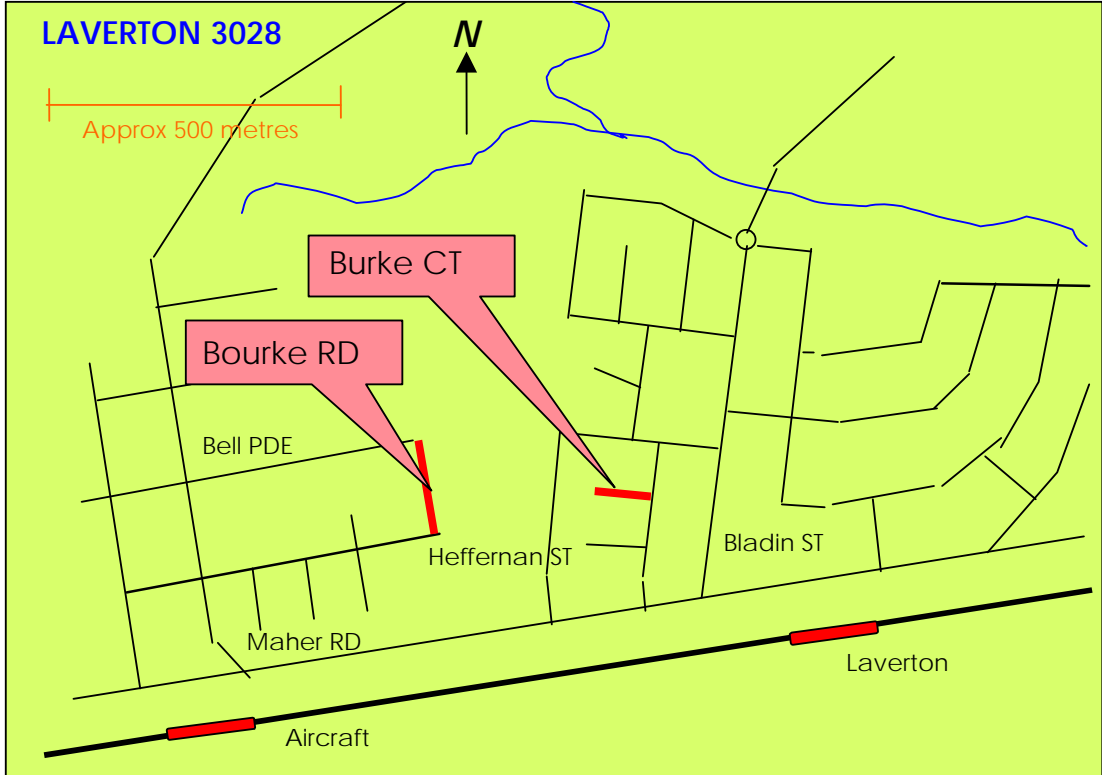 LAVERTON 3028
N
Approx 500 metres
Burke CT
Bourke RD
Bell PDE
Heffernan ST
Bladin ST
Maher RD
Laverton
Aircraft